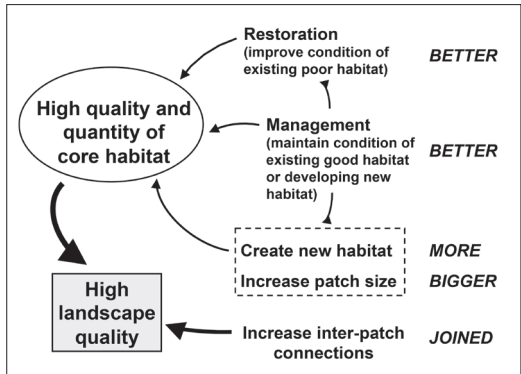 Restoration
(improve condition of
existing poor habitat)
BETTER
High quality and
quantity of
core habitat
Management
(maintain condition of
existing good habitat
or developing new
habitat)
BETTER
Create new habitat
MORE
Increase patch size
BIGGER
High
landscape
quality
Increase inter-patch
connections
JOINED